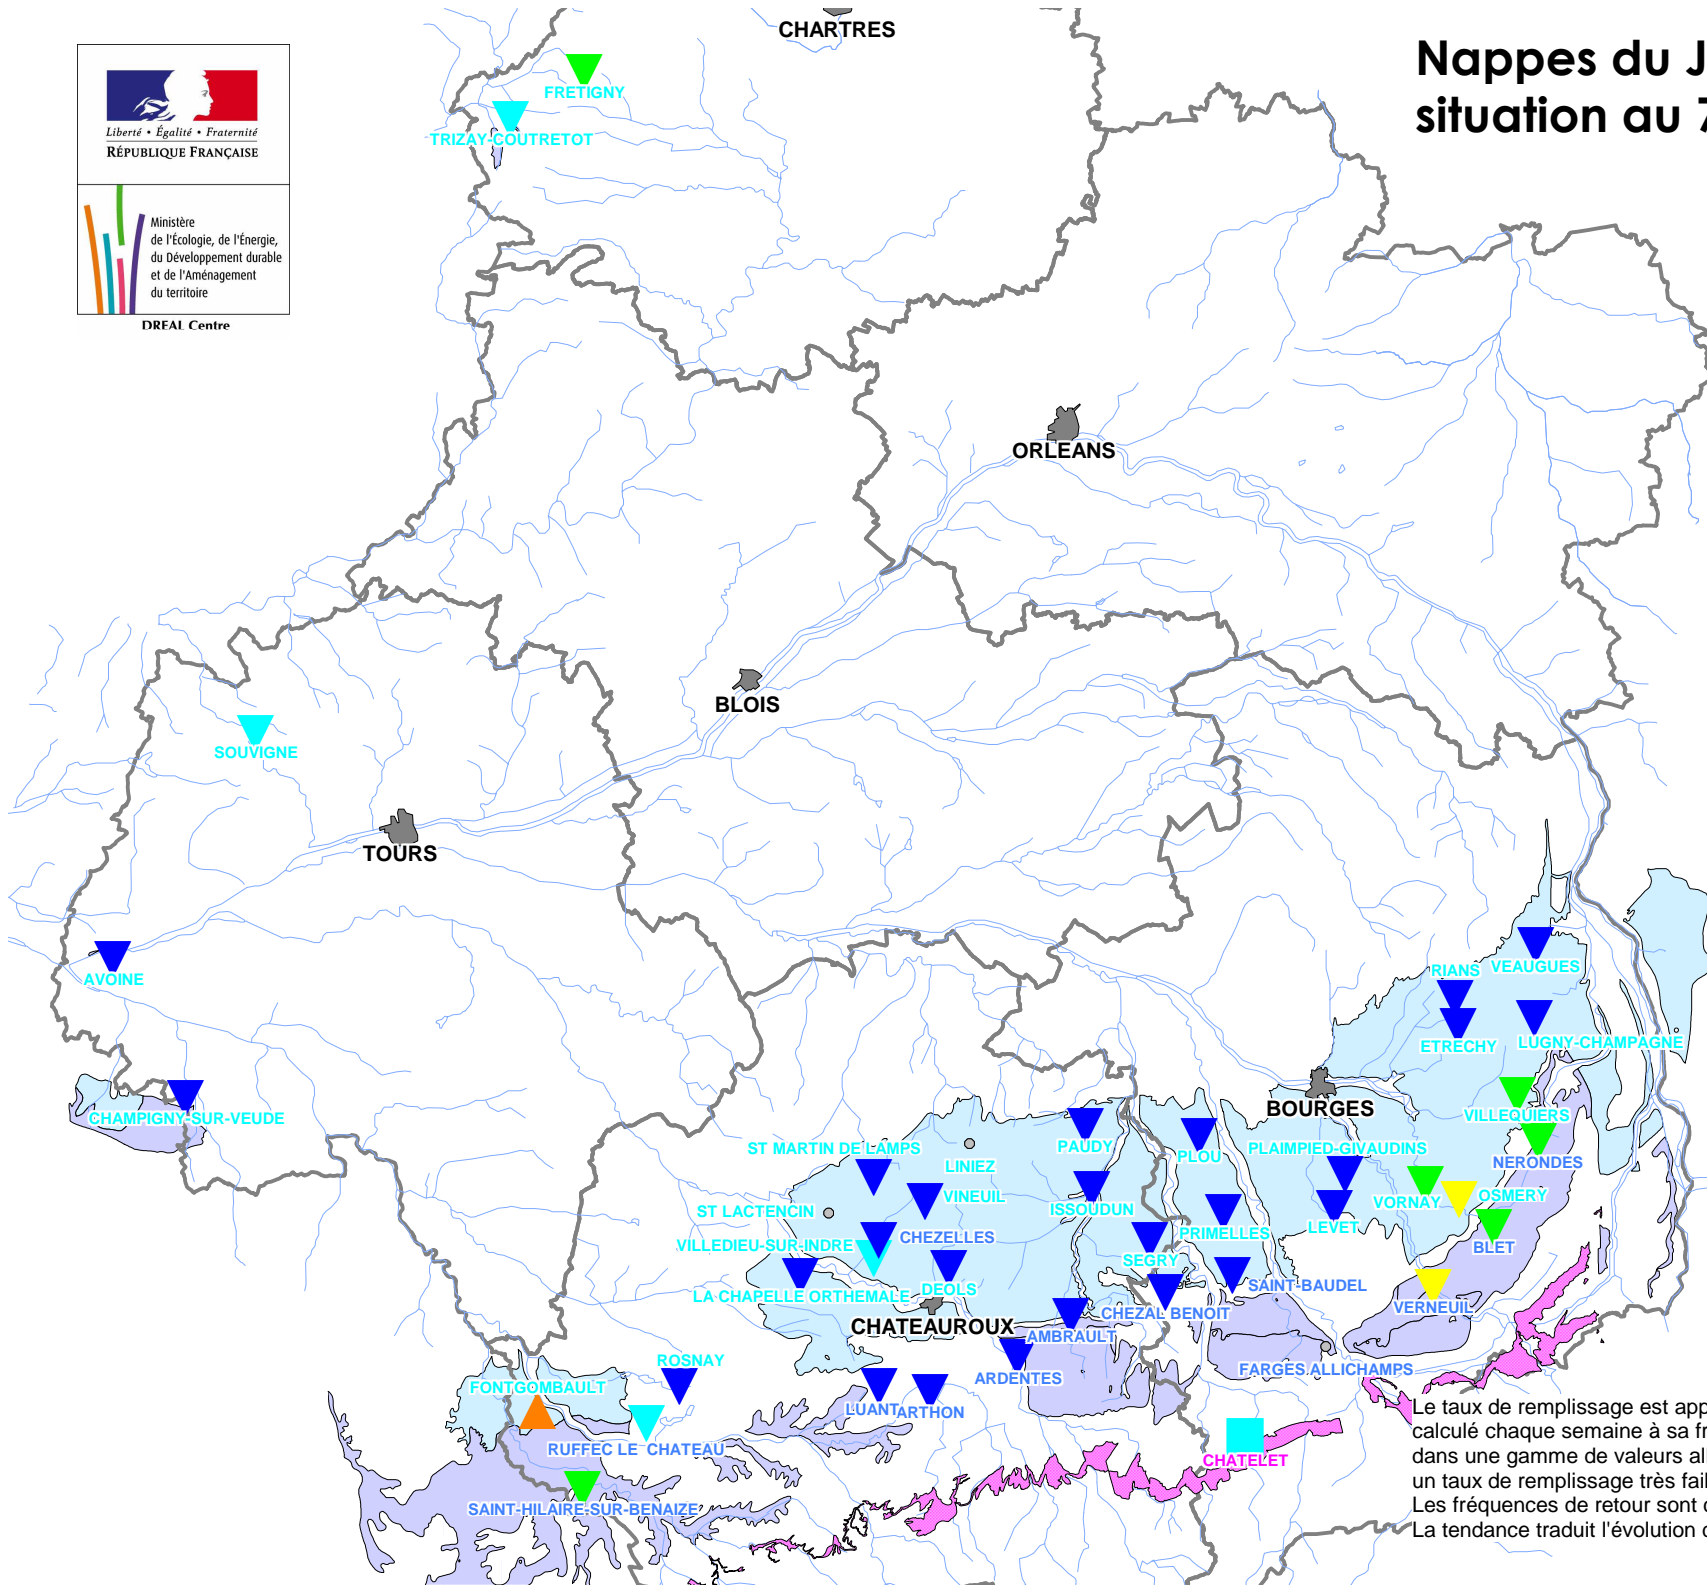 CHARTRES
Nappes du J
situation au 7
FRETIGNY
TRIZAY-COUTRETOT
Liberté • Égalité • Fraternité
RÉPUBLIQUE FRANÇAISE
Ministère
de l'Écologie, de l'Énergie,
du Développement durable
et de l'Aménagement
du territoire
DREAL Centre
ORLEANS
BLOIS
SOUVIGNE
TOURS
AVOINE
RIANS
VEAUGUES
ETRECHY
LUGNY-CHAMPAGNE
CHAMPIGNY-SUR-VEUDE
BOURGES
VILLEQUIERS
ST MARTIN DE LAMPS
LINIEZ
PAUDY
PLOU
PLAIMPIED-GIVAUDINS
NERONDES
VINEUIL
ISSOUDUN
VORNAY
OSMERY
ST LACTENCIN
VILLEDIEU-SUR-INDRE
CHEZELLES
SEGRY
PRIMELLES
LEVET
BLET
LA CHAPELLE ORTHEMALE
DEOLS
SAINT-BAUDEL
CHEZAL BENOIT
VERNEUIL
CHATEAUROUX
AMBRAULT
ROSNAY
ARDENTES
FARGES ALLICHAMPS
FONTGOMBAULT
LUANT
ARTHON
RUFFEC LE CHATEAU
CHATELET
SAINT-HILAIRE-SUR-BENAIZE
Le taux de remplissage est app
calculé chaque semaine à sa fr
dans une gamme de valeurs all
un taux de remplissage très fail
Les fréquences de retour sont c
La tendance traduit l'évolution d